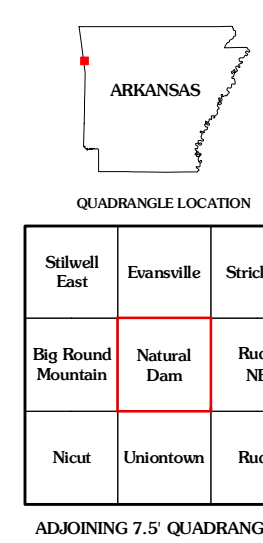 ARKANSAS
QUADRANGLE LOCATION
Stilwell
East
Evansville
Big Round
Mountain
Natural
Dam
Nicut
Uniontown
ADJOINING 7.5' QUADRANG